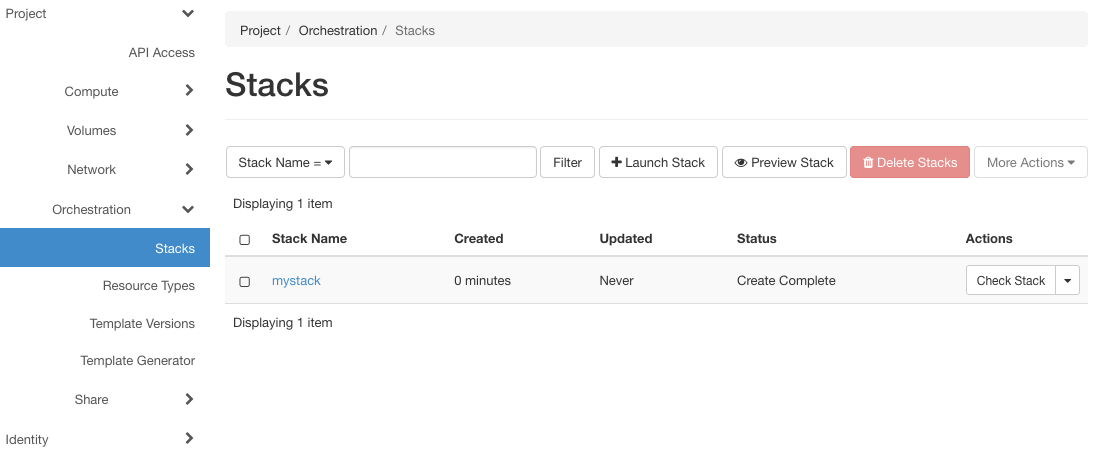 Project
API Access
Compute
Volumes
Network
Orchestration
Stacks
Resource Types
Template Versions
Template Generator
Share
Identity
Project / Orchestration / Stacks
Stacks
Stack Name = Filter Launch Stack Preview Stack Delete Stacks More Actions
Displaying 1 item
Stack Name Created Updated Status Actions
mystack 0 minutes Never Create Complete Check Stack
Displaying 1 item